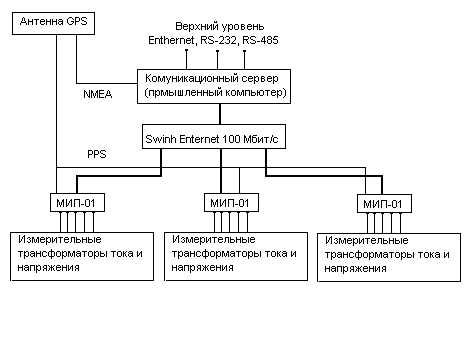 Антенна GPS
Верхний уровень
Enthernet, RS-232, RS-485
Комуникационный сервер
(прмышленный компьютер)
NMEA
Swinh Enternet 100 Мбит/с
PPS
МИП-01
МИП-01
МИП-01
Измерительные
трансформаторы тока и
напряжения
Измерительные
трансформаторы тока и
напряжения
Измерительные
трансформаторы тока и
напряжения